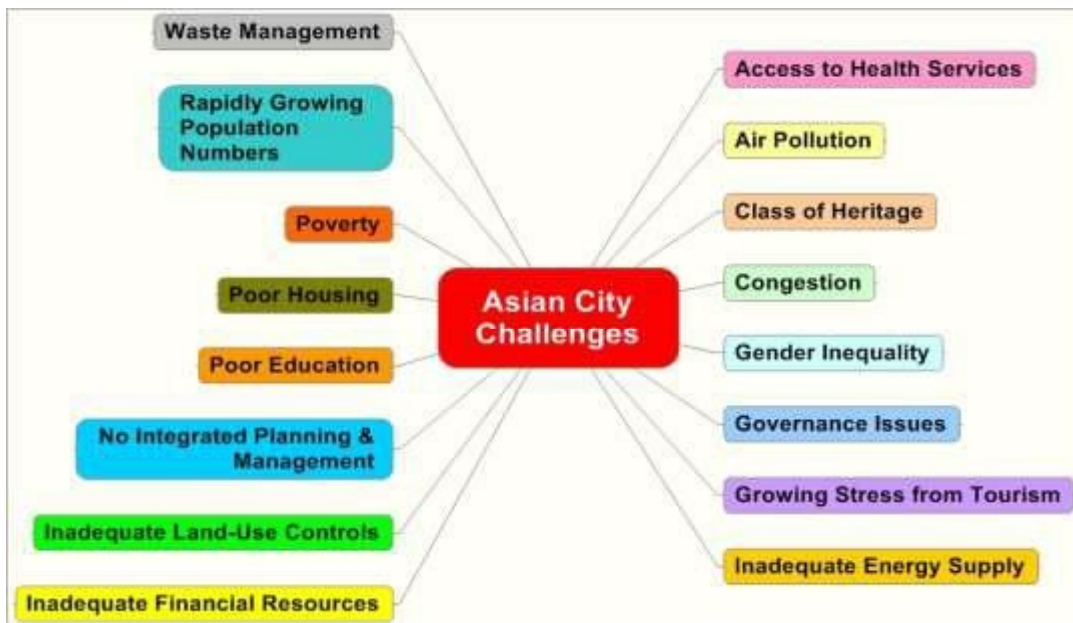 Waste Management
Rapidly Growing
Population
Numbers
Poverty
Poor Housing
Poor Education
No Integrated Planning &
Management
Inadequate Land-Use Controls
Inadequate Financial Resources
Asian City
Challenges
Access to Health Services
Air Pollution
Class of Heritage
Congestion
Gender Inequality
Governance Issues
Growing Stress from Tourism
Inadequate Energy Supply